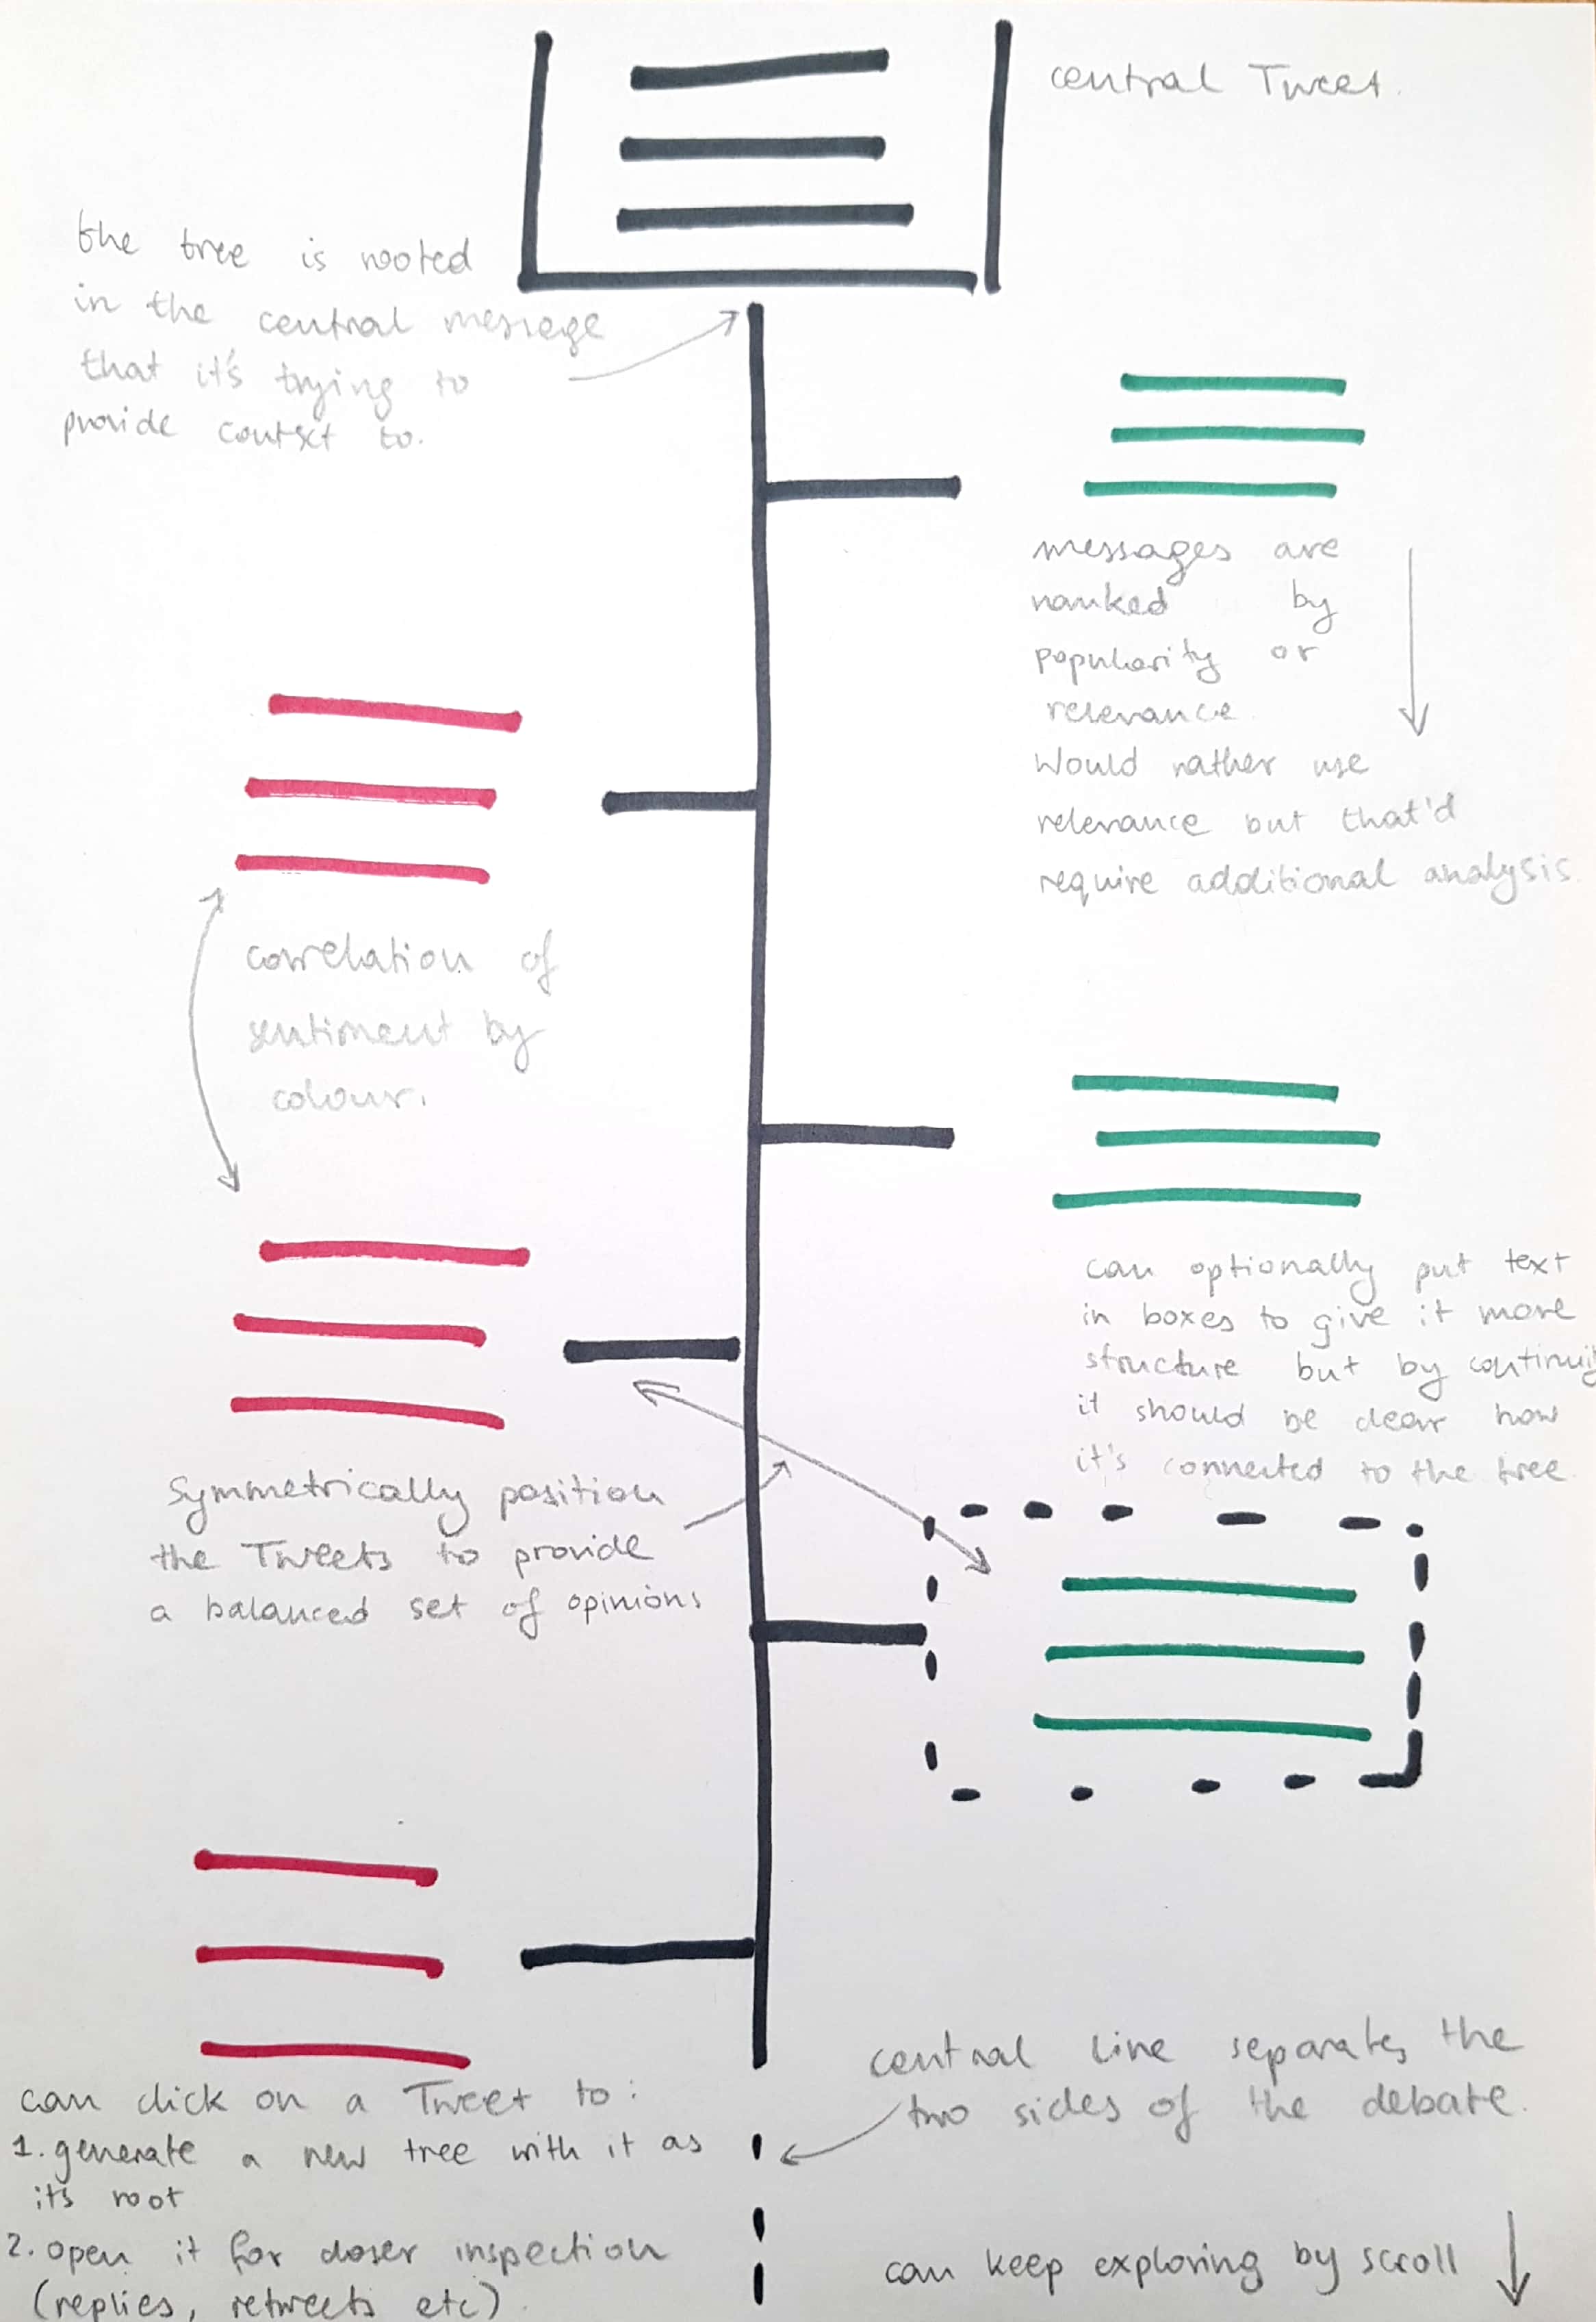 central Tweet.
the tree is rooted
in the central message
that it's trying to
provide context to.
messages are
ranked by
popularity or
relevance
Would rather use
relevance but that'd
require additional analysis.
correlation of
sentiment by
colour.
can optionally put text
in boxes to give it more
structure but by continuity
it should be clear how
it's connected to the tree
Symmetrically position
the Tweets to provide
a balanced set of opinions
central line separates the
two sides of the debate.
can click on a Tweet to:
1. generate a new tree with it as
its root
2. open it for closer inspection
(replies, retweets etc).
can keep exploring by scroll